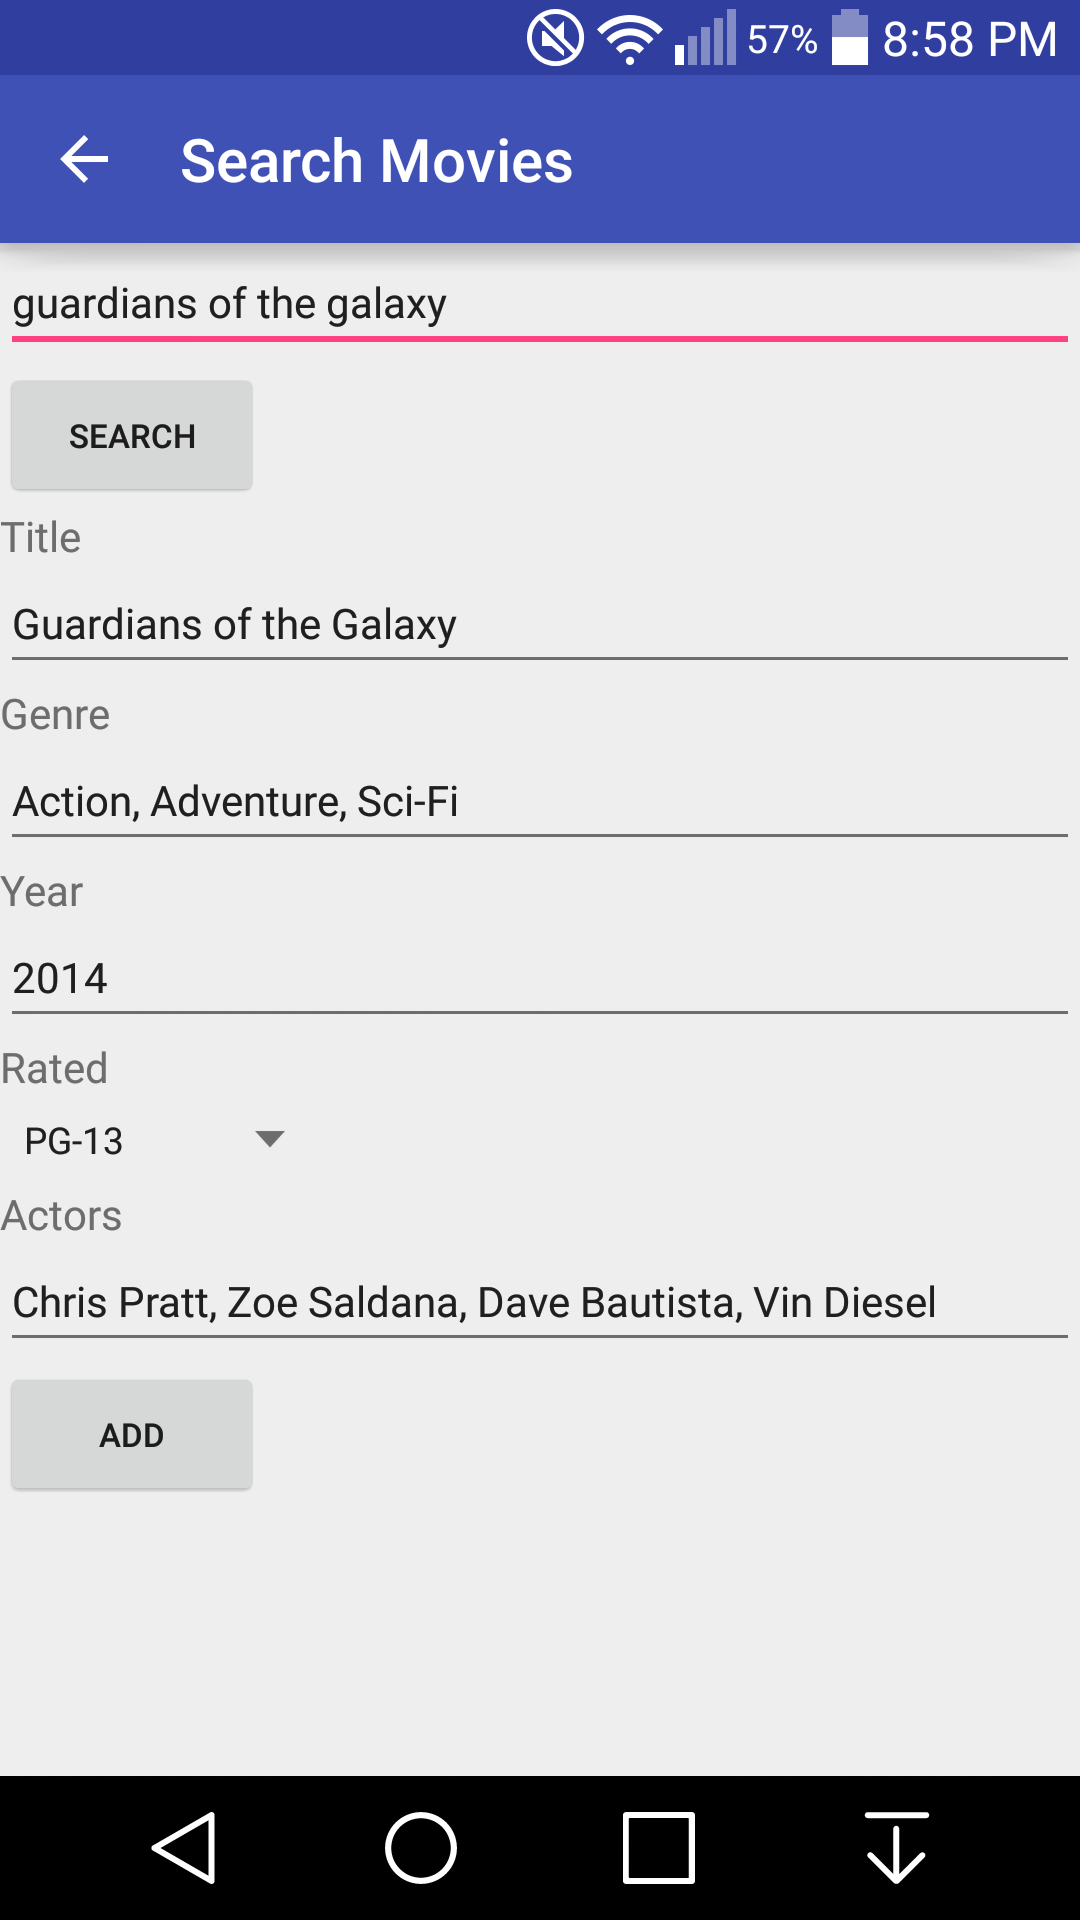 57% 8:58 PM
Search Movies
guardians of the galaxy
SEARCH
Title
Guardians of the Galaxy
Genre
Action, Adventure, Sci-Fi
Year
2014
Rated
PG-13
Actors
Chris Pratt, Zoe Saldana, Dave Bautista, Vin Diesel
ADD